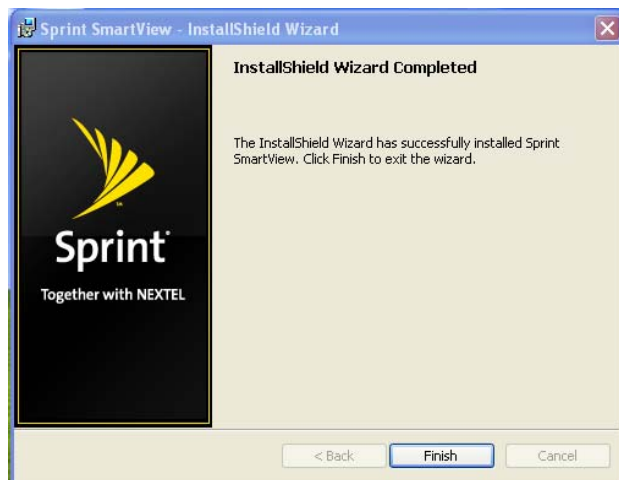 Sprint SmartView - InstallShield Wizard
InstallShield Wizard Completed
The InstallShield Wizard has successfully installed Sprint
SmartView. Click Finish to exit the wizard.
Sprint
Together with NEXTEL
< Back
Finish
Cancel